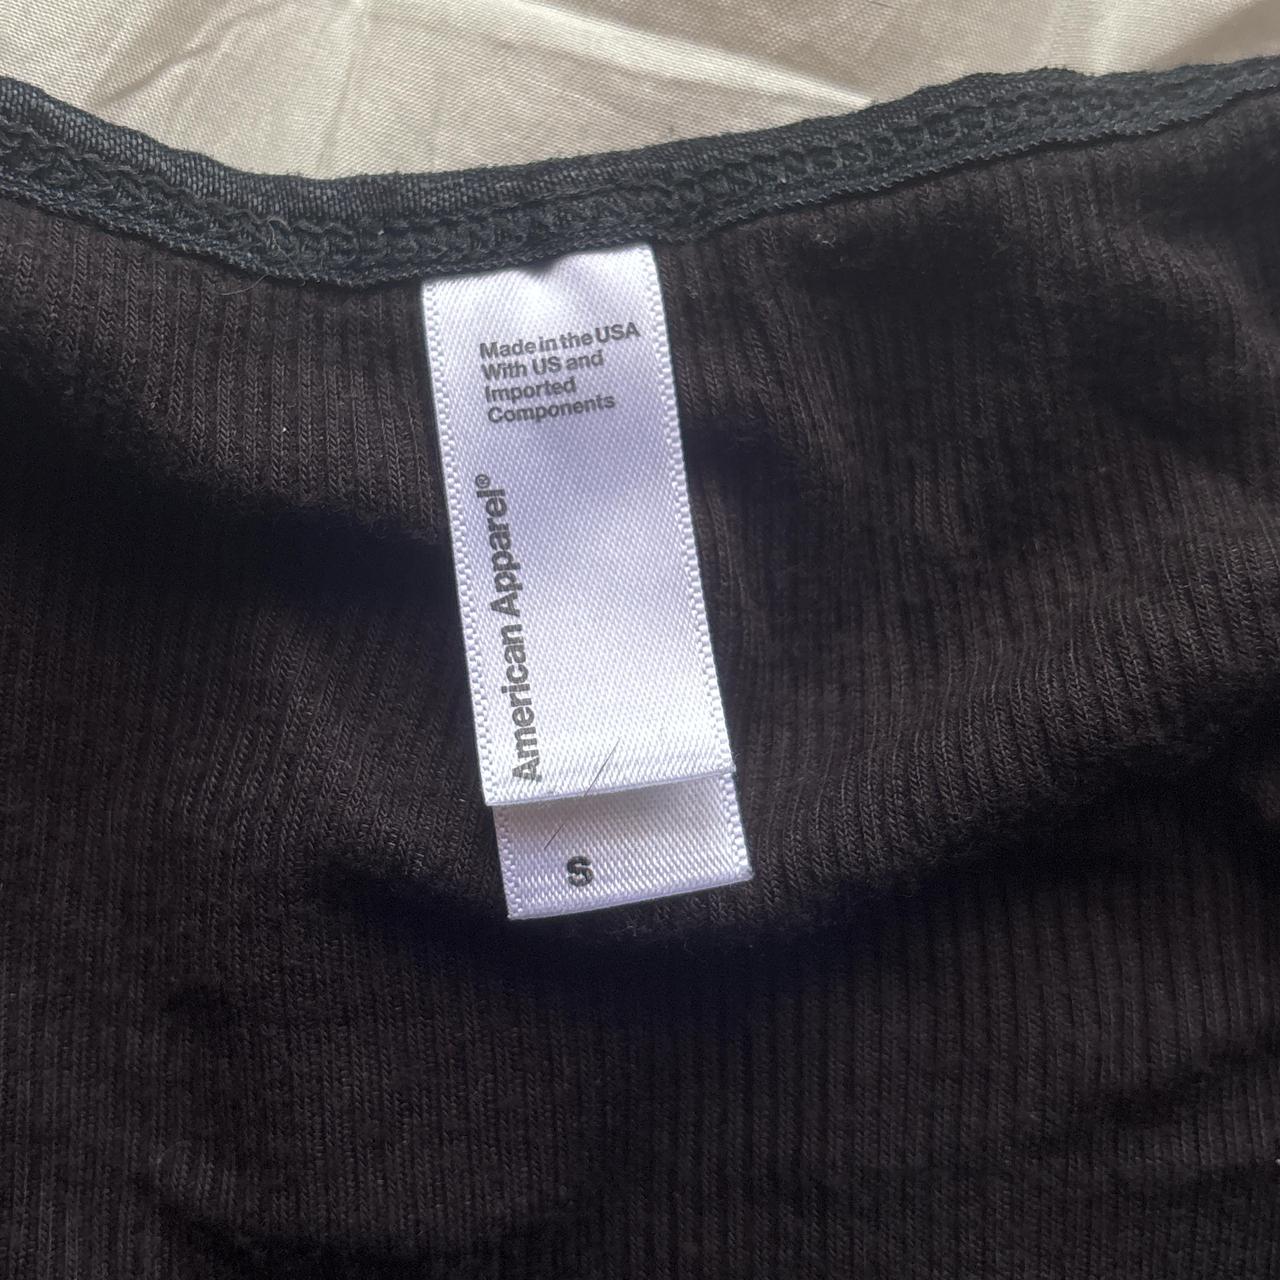 Made in the USA
With US and
Imported
Components
American Apparel®
S